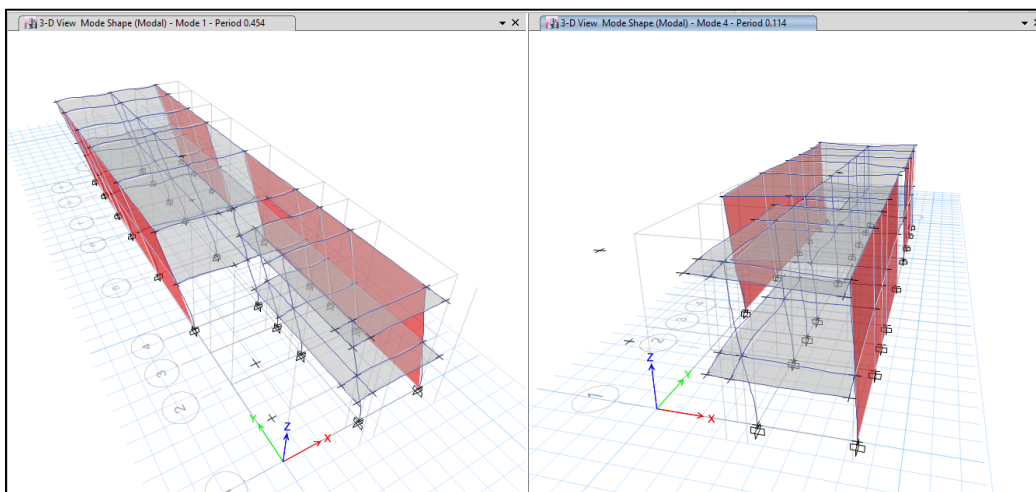 3-D View Mode Shape (Modal) - Mode 1 - Period 0.454
3-D View Mode Shape (Modal) - Mode 4 - Period 0.114
5
4
3
2
Z
Y
X
2
1
Z
Y
X